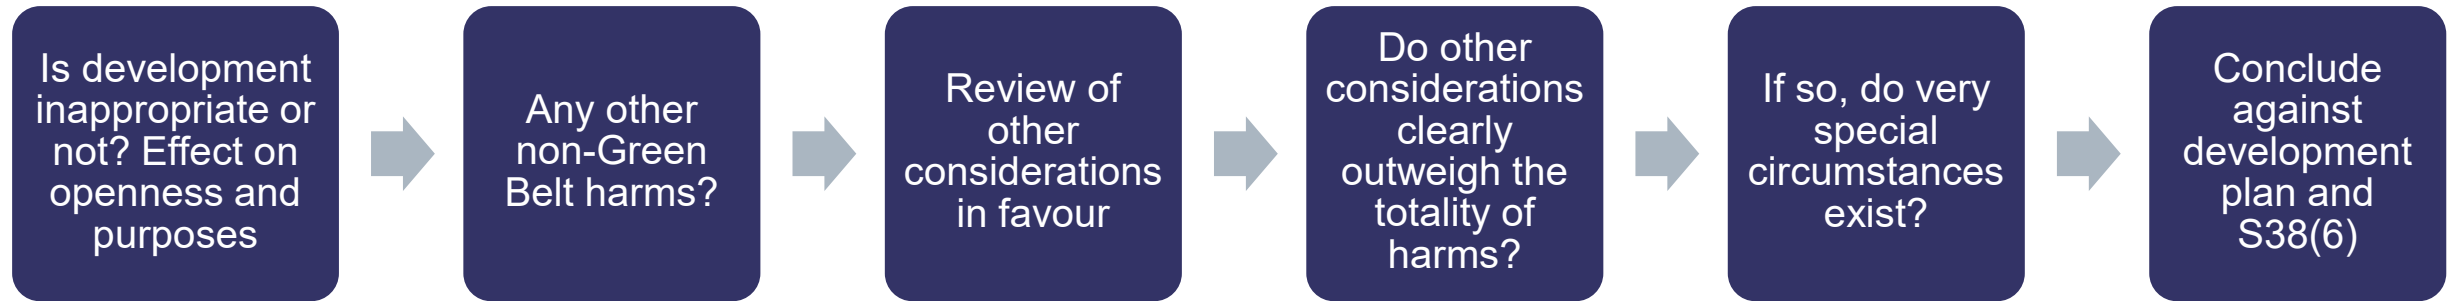 Is development
inappropriate or
not? Effect on
openness and
purposes
Any other
non-Green
Belt harms?
Review of
other
considerations
in favour
Do other
considerations
clearly
outweigh the
totality of
harms?
If so, do very
special
circumstances
exist?
Conclude
against
development
plan and
S38(6)